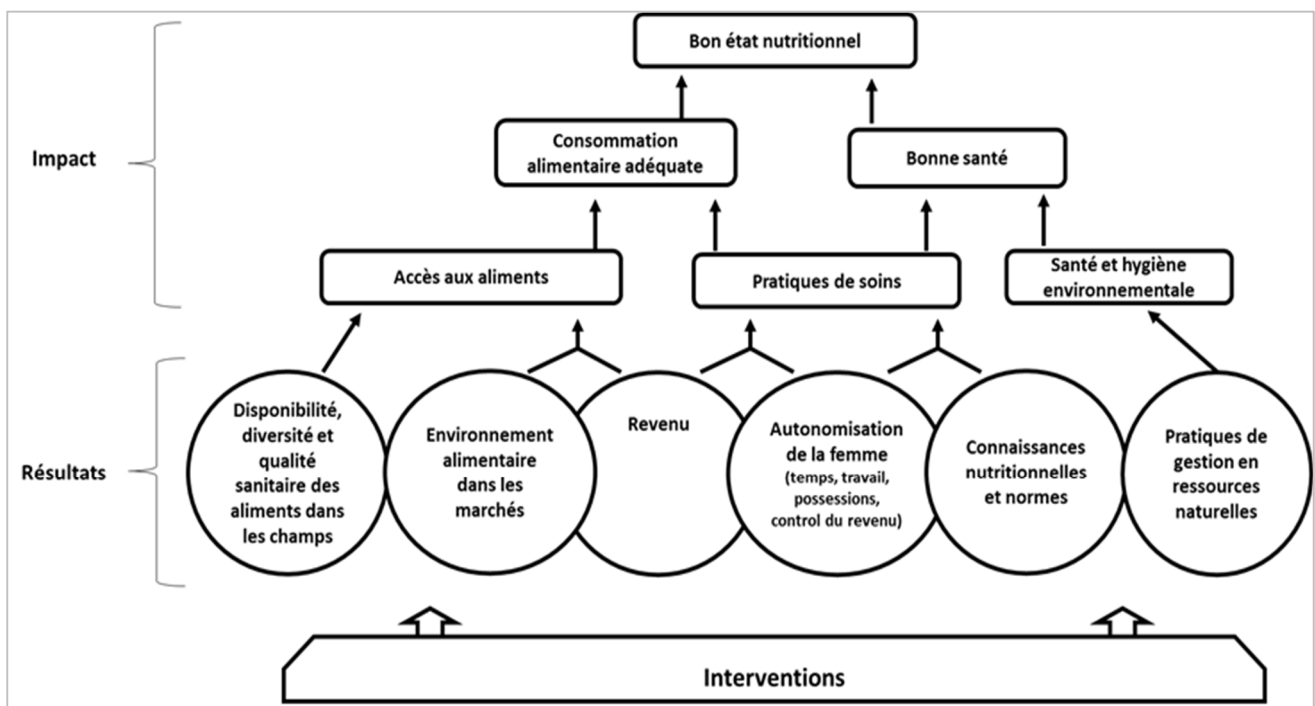 Bon état nutritionnel
Impact
Consommation
alimentaire adéquate
Bonne santé
Accès aux aliments
Pratiques de soins
Santé et hygiène
environnementale
Résultats
Disponibilité,
diversité et
qualité
sanitaire des
aliments dans
les champs
Environnement
alimentaire
dans les
marchés
Revenu
Autonomisation
de la femme
(temps, travail,
possessions,
control du revenu)
Connaissances
nutritionnelles
et normes
Pratiques de
gestion en
ressources
naturelles
Interventions